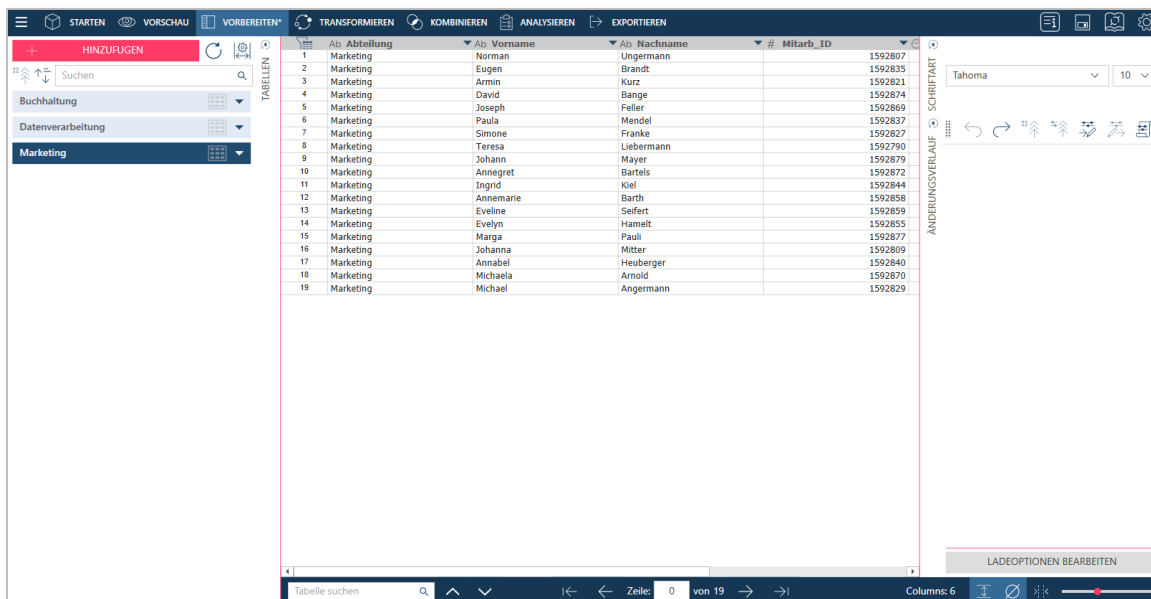 STARTEN VORSCHAU VORBEREITEN* TRANSFORMIEREN KOMBINIEREN ANALYSIEREN EXPORTIEREN
HINZUFÜGEN
Suchen
Buchhaltung
Datenverarbeitung
Marketing
TABELLEN
Ab Abteilung Ab Vorname Ab Nachname # Mitarb_ID
1 Marketing Norman Ungermann 1592807
2 Marketing Eugen Brandt 1592835
3 Marketing Armin Kurz 1592821
4 Marketing David Bange 1592874
5 Marketing Joseph Feller 1592869
6 Marketing Paula Mendel 1592837
7 Marketing Simone Franke 1592827
8 Marketing Teresa Liebermann 1592790
9 Marketing Johann Mayer 1592879
10 Marketing Annegret Bartels 1592872
11 Marketing Ingrid Kiel 1592844
12 Marketing Annemarie Barth 1592858
13 Marketing Eveline Seifert 1592859
14 Marketing Evelyn Hamelt 1592855
15 Marketing Marga Pauli 1592877
16 Marketing Johanna Mitter 1592809
17 Marketing Annabel Heuberger 1592840
18 Marketing Michaela Arnold 1592870
19 Marketing Michael Angermann 1592829
SCHRIFTART
Tahoma 10
ÄNDERUNGSVERLAUF
LADEOPTIONEN BEARBEITEN
Tabelle suchen Zeile: 0 von 19 Columns: 6